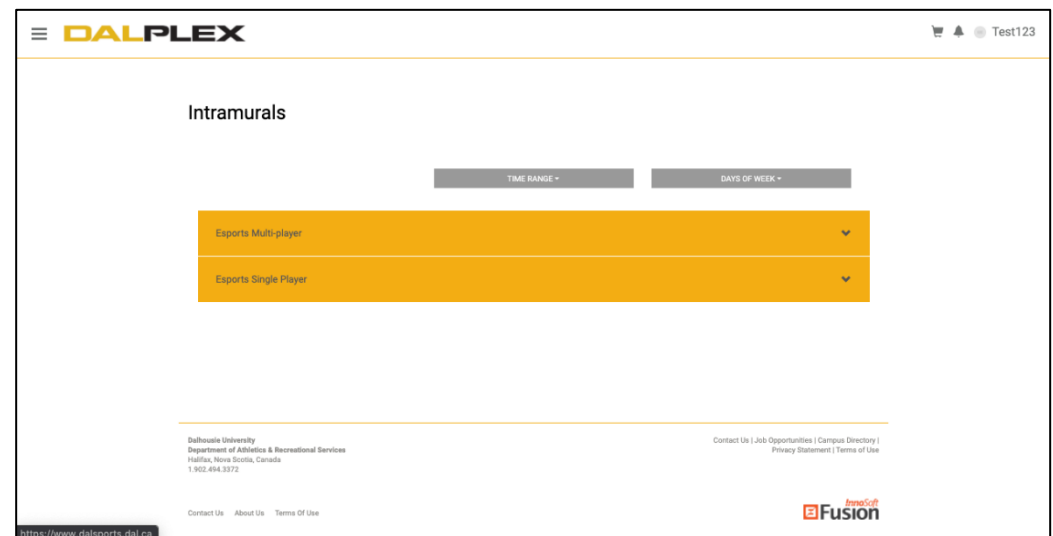 DALPLEX
Test123
Intramurals
TIME RANGE
DAYS OF WEEK
Esports Multi-player
Esports Single Player
Dalhousie University
Department of Athletics & Recreational Services
Halifax, Nova Scotia, Canada
1.902.494.3372
Contact Us | Job Opportunities | Campus Directory |
Privacy Statement | Terms of Use
Contact Us About Us Terms Of Use
InnoSoft
Fusion
https://www.dalsports.dal.ca